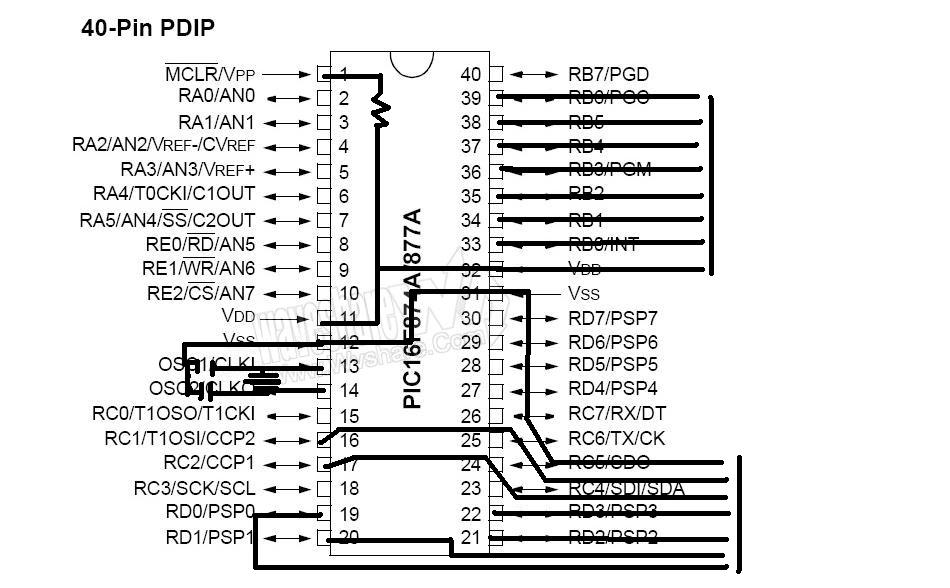 40-Pin PDIP
MCLR/VPP 1 40 RB7/PGD
RA0/AN0 2 39 RB6/PGC
RA1/AN1 3 38 RB5
RA2/AN2/VREF-/CVREF 4 37 RB4
RA3/AN3/VREF+ 5 36 RB3/PGM
RA4/T0CKI/C1OUT 6 35 RB2
RA5/AN4/SS/C2OUT 7 34 RB1
RE0/RD/AN5 8 33 RB0/INT
RE1/WR/AN6 9 32 VDD
RE2/CS/AN7 10 31 VSS
VDD 11 30 RD7/PSP7
VSS 12 29 RD6/PSP6
OSC1/CLKI 13 28 RD5/PSP5
OSC2/CLKO 14 27 RD4/PSP4
RC0/T1OSO/T1CKI 15 26 RC7/RX/DT
RC1/T1OSI/CCP2 16 25 RC6/TX/CK
RC2/CCP1 17 24 RC5/SDO
RC3/SCK/SCL 18 23 RC4/SDI/SDA
RD0/PSP0 19 22 RD3/PSP3
RD1/PSP1 20 21 RD2/PSP2
PIC16F874A/877A